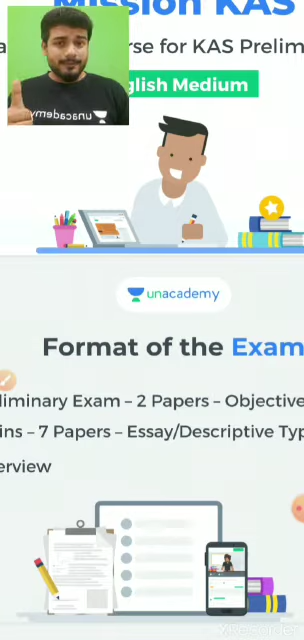 Mission KAS
rse for KAS Prelim
glish Medium
unacademy
unacademy
Format of the Exam
liminary Exam – 2 Papers – Objective
ins – 7 Papers – Essay/Descriptive Typ
erview